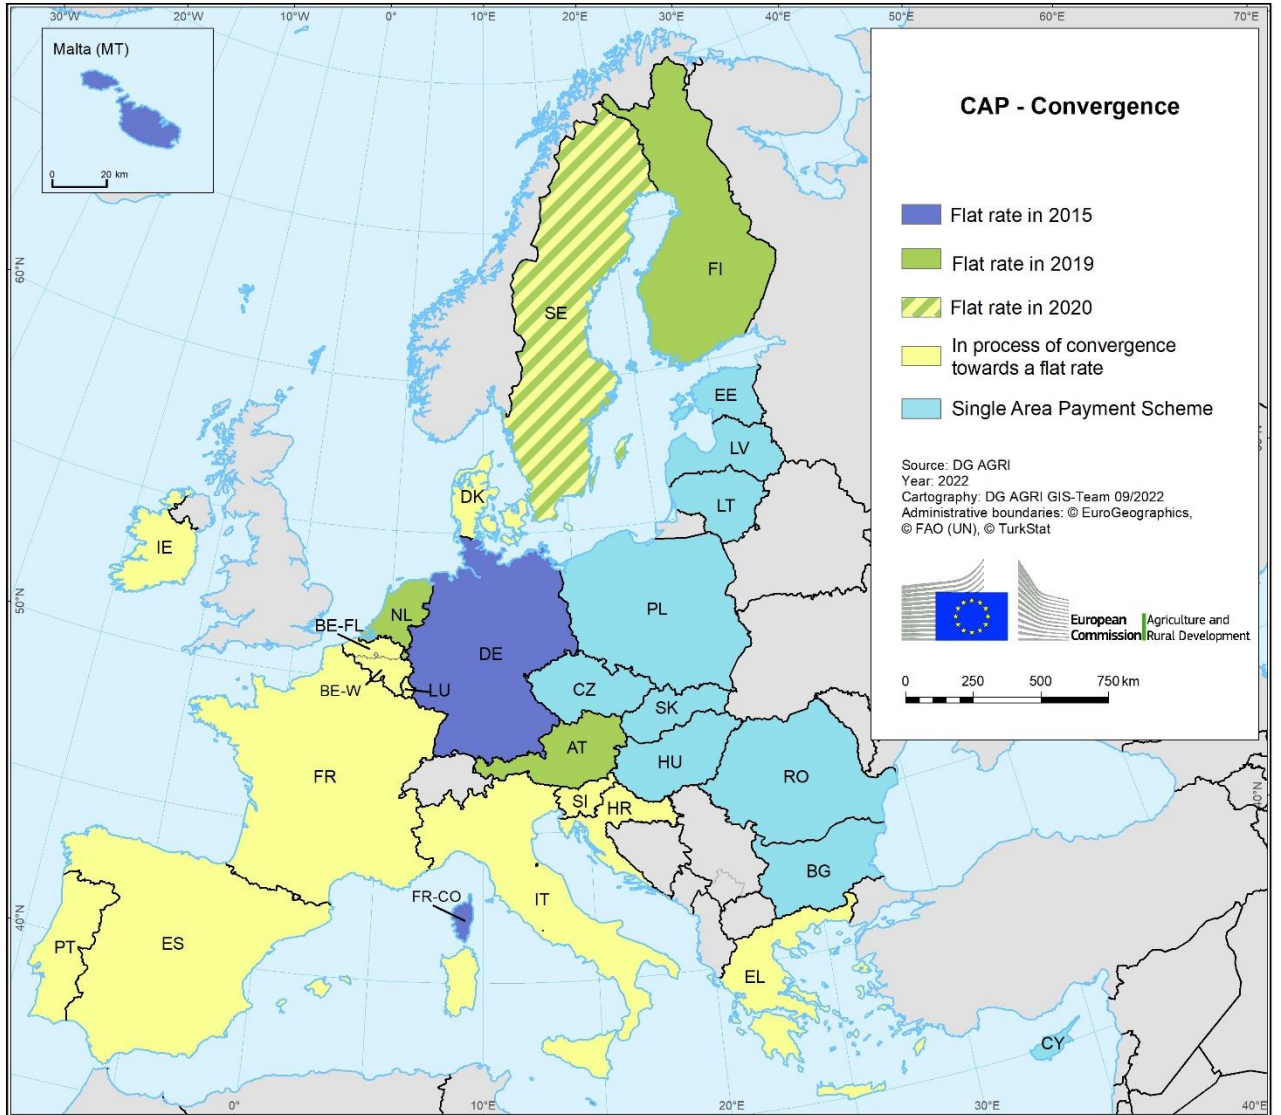 30°W 20°W 10°W 0° 10°E 20°E 30°E 40°E 50°E 60°E 70°E
Malta (MT)
0 20 km
CAP - Convergence
Flat rate in 2015
Flat rate in 2019
Flat rate in 2020
In process of convergence
towards a flat rate
Single Area Payment Scheme
Source: DG AGRI
Year: 2022
Cartography: DG AGRI GIS-Team 09/2022
Administrative boundaries: © EuroGeographics,
© FAO (UN), © TurkStat
European
Commission
Agriculture and
Rural Development
0 250 500 750 km
60°N
50°N
40°N
40°N
FI
SE
EE
LV
LT
DK
IE
NL
BE-FL
PL
DE
BE-W
LU
CZ
SK
AT
HU
FR
RO
SI
HR
BG
FR-CO
IT
PT
ES
EL
CY
0° 10°E 20°E 30°E 40°E